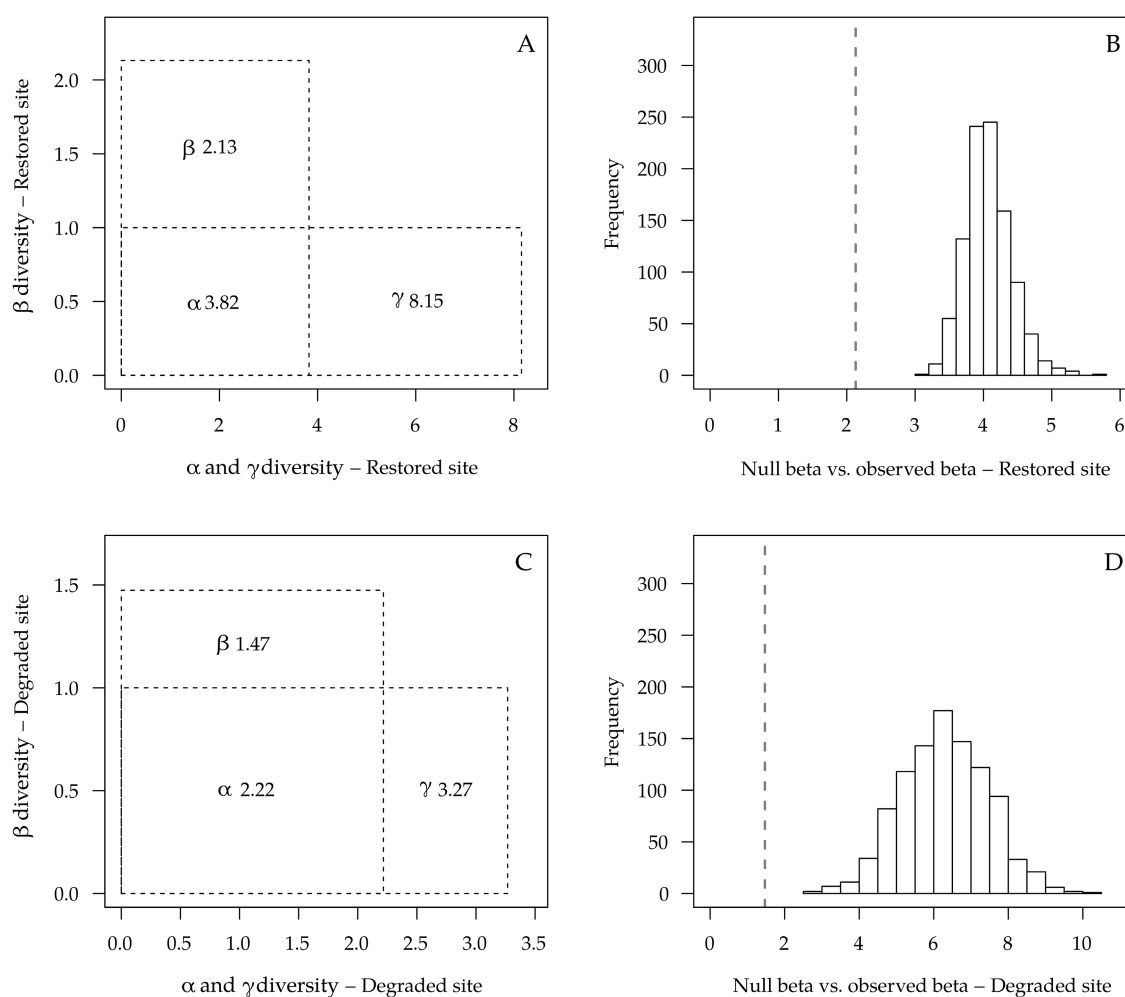 A
β diversity – Restored site
2.0
1.5
1.0
0.5
0.0
β 2.13
α 3.82
γ 8.15
0 2 4 6 8
α and γ diversity – Restored site
B
Frequency
300
250
200
150
100
50
0
0 1 2 3 4 5 6
Null beta vs. observed beta – Restored site
C
β diversity – Degraded site
1.5
1.0
0.5
0.0
β 1.47
α 2.22
γ 3.27
0.0 0.5 1.0 1.5 2.0 2.5 3.0 3.5
α and γ diversity – Degraded site
D
Frequency
300
250
200
150
100
50
0
0 2 4 6 8 10
Null beta vs. observed beta – Degraded site